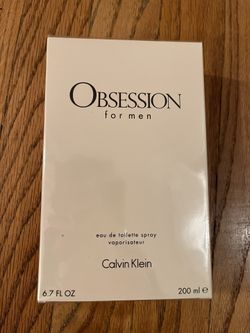 OBSESSION
for men
eau de toilette spray
vaporisateur
Calvin Klein
6.7 FL OZ 200 ml e